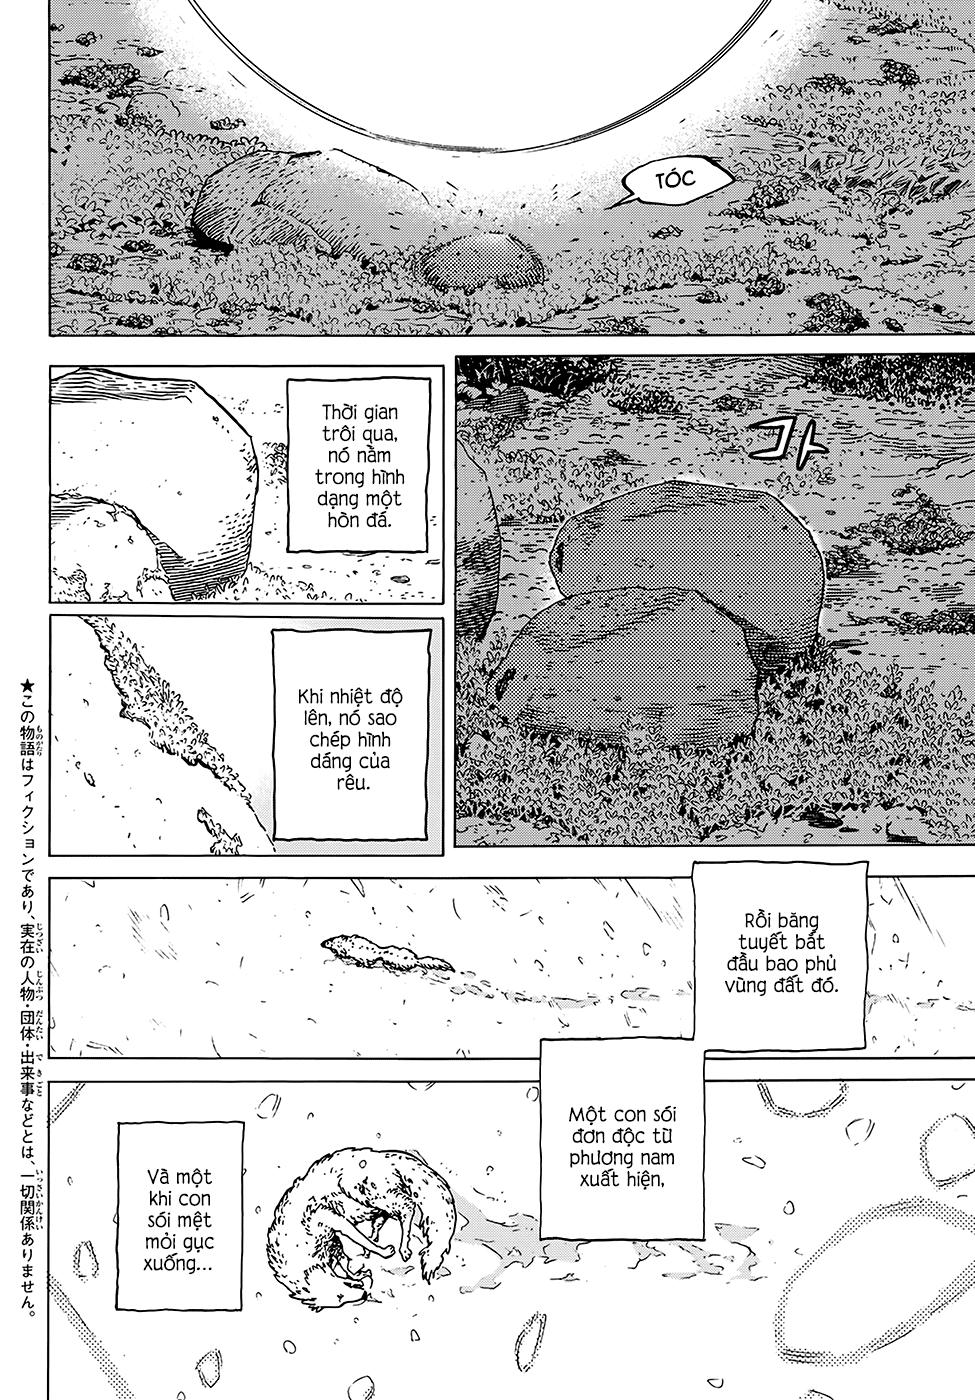 TÓC
コト
Thời gian
trôi qua,
nó nằm
trong hình
dạng một
hòn đá.
Khi nhiệt độ
lên, nó sao
chép hình
dáng của
rêu.
Rồi băng
tuyết bắt
đầu bao phủ
vùng đất đó.
Một con sói
đơn độc từ
phương nam
xuất hiện,
Và một
khi con
sói mệt
mỏi gục
xuống...
★この物語はフィクションであり、実在の人物・団体・出来事などとは、一切関係ありません。